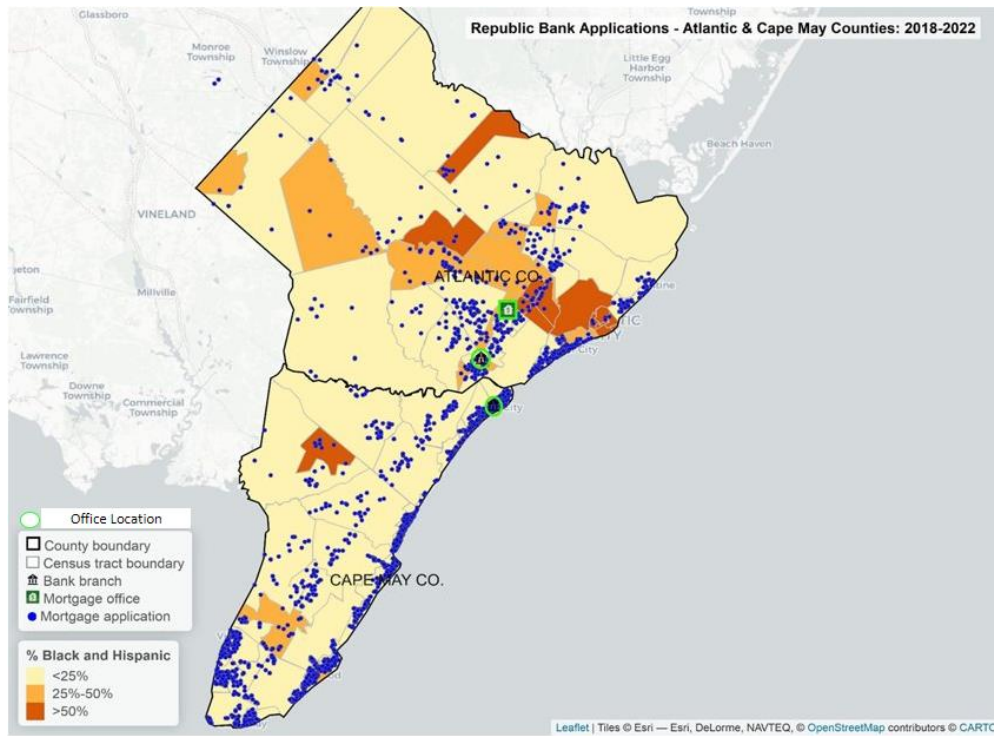 Glassboro
Monroe
Township
Winslow
Township
Township
Republic Bank Applications - Atlantic & Cape May Counties: 2018-2022
Little Egg
Harbor
Township
Beach Haven
VINELAND
Millville
Fairfield
Township
ATLANTIC CO.
Lawrence
Township
Downe
Township
Commercial
Township
City
City
Office Location
County boundary
Census tract boundary
Bank branch
Mortgage office
Mortgage application
CAPE MAY CO.
% Black and Hispanic
<25%
25%-50%
>50%
Leaflet | Tiles © Esri — Esri, DeLorme, NAVTEQ, © OpenStreetMap contributors © CARTO